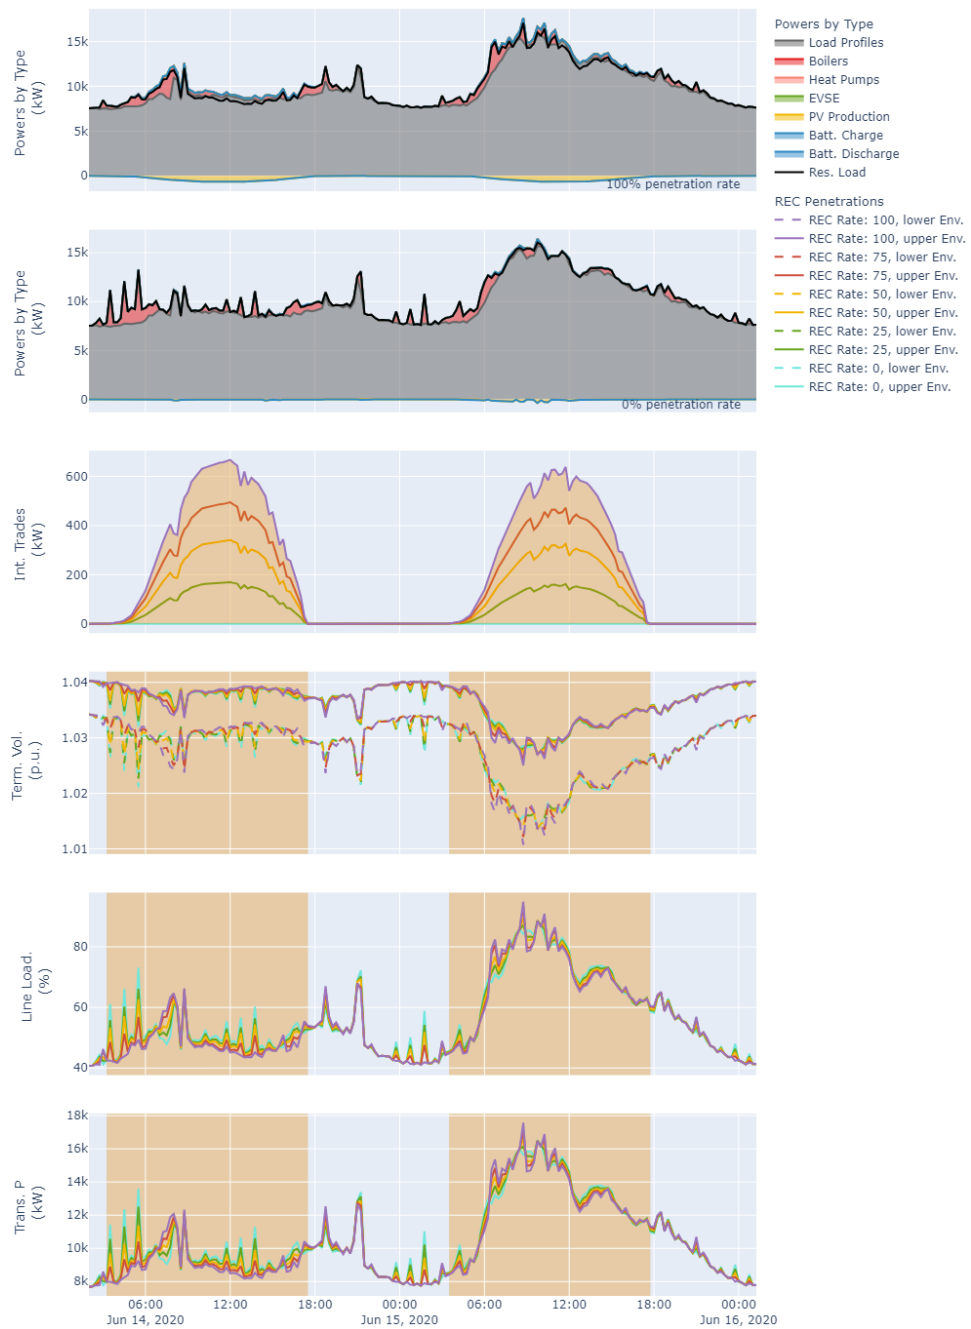 Powers by Type
(kW)
15k
10k
5k
0
100% penetration rate
Powers by Type
(kW)
15k
10k
5k
0
0% penetration rate
Int. Trades
(kW)
600
400
200
0
Term. Vol.
(p.u.)
1.04
1.03
1.02
1.01
Line Load.
(%)
80
60
40
Trans. P
(kW)
18k
16k
14k
12k
10k
8k
06:00
Jun 14, 2020
12:00
18:00
00:00
Jun 15, 2020
06:00
12:00
18:00
00:00
Jun 16, 2020
Powers by Type
Load Profiles
Boilers
Heat Pumps
EVSE
PV Production
Batt. Charge
Batt. Discharge
Res. Load
REC Penetrations
REC Rate: 100, lower Env.
REC Rate: 100, upper Env.
REC Rate: 75, lower Env.
REC Rate: 75, upper Env.
REC Rate: 50, lower Env.
REC Rate: 50, upper Env.
REC Rate: 25, lower Env.
REC Rate: 25, upper Env.
REC Rate: 0, lower Env.
REC Rate: 0, upper Env.